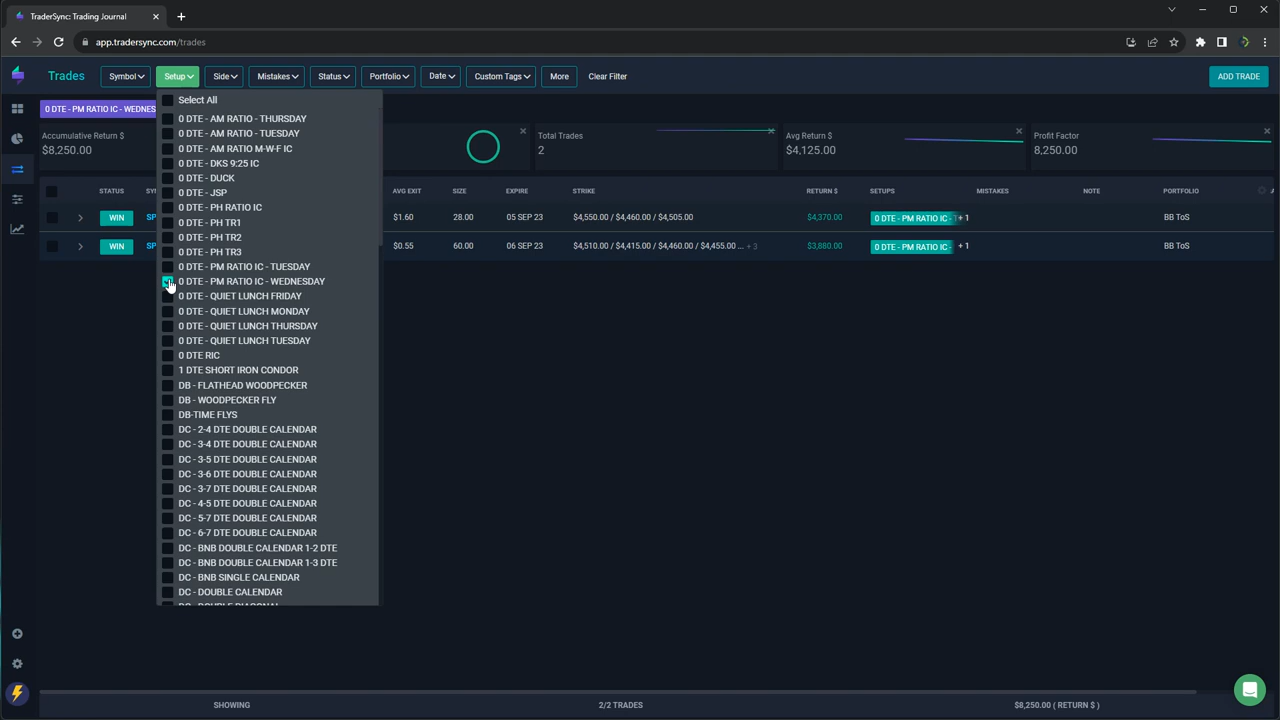 TraderSync: Trading Journal
app.tradersync.com/trades
Trades
Symbol
Setup
Side
Mistakes
Status
Portfolio
Date
Custom Tags
More
Clear Filter
ADD TRADE
0 DTE - PM RATIO IC - WEDNES
Accumulative Return $
$8,250.00
Total Trades
2
Avg Return $
$4,125.00
Profit Factor
8,250.00
STATUS
SY
AVG EXIT
SIZE
EXPIRE
STRIKE
RETURN $
SETUPS
MISTAKES
NOTE
PORTFOLIO
A
WIN
SP
$1.60
28.00
05 SEP 23
$4,550.00 / $4,460.00 / $4,505.00
$4,370.00
0 DTE - PM RATIO IC - T
+ 1
BB ToS
WIN
SP
$0.55
60.00
06 SEP 23
$4,510.00 / $4,415.00 / $4,460.00 / $4,455.00 ... + 3
$3,880.00
0 DTE - PM RATIO IC -
+ 1
BB ToS
Select All
0 DTE - AM RATIO - THURSDAY
0 DTE - AM RATIO - TUESDAY
0 DTE - AM RATIO M-W-F IC
0 DTE - DKS 9:25 IC
0 DTE - DUCK
0 DTE - JSP
0 DTE - PH RATIO IC
0 DTE - PH TR1
0 DTE - PH TR2
0 DTE - PH TR3
0 DTE - PM RATIO IC - TUESDAY
0 DTE - PM RATIO IC - WEDNESDAY
0 DTE - QUIET LUNCH FRIDAY
0 DTE - QUIET LUNCH MONDAY
0 DTE - QUIET LUNCH THURSDAY
0 DTE - QUIET LUNCH TUESDAY
0 DTE RIC
1 DTE SHORT IRON CONDOR
DB - FLATHEAD WOODPECKER
DB - WOODPECKER FLY
DB-TIME FLYS
DC - 2-4 DTE DOUBLE CALENDAR
DC - 3-4 DTE DOUBLE CALENDAR
DC - 3-5 DTE DOUBLE CALENDAR
DC - 3-6 DTE DOUBLE CALENDAR
DC - 3-7 DTE DOUBLE CALENDAR
DC - 4-5 DTE DOUBLE CALENDAR
DC - 5-7 DTE DOUBLE CALENDAR
DC - 6-7 DTE DOUBLE CALENDAR
DC - BNB DOUBLE CALENDAR 1-2 DTE
DC - BNB DOUBLE CALENDAR 1-3 DTE
DC - BNB SINGLE CALENDAR
DC - DOUBLE CALENDAR
DC - DOUBLE DIAGONAL
SHOWING
2/2 TRADES
$8,250.00 ( RETURN $ )